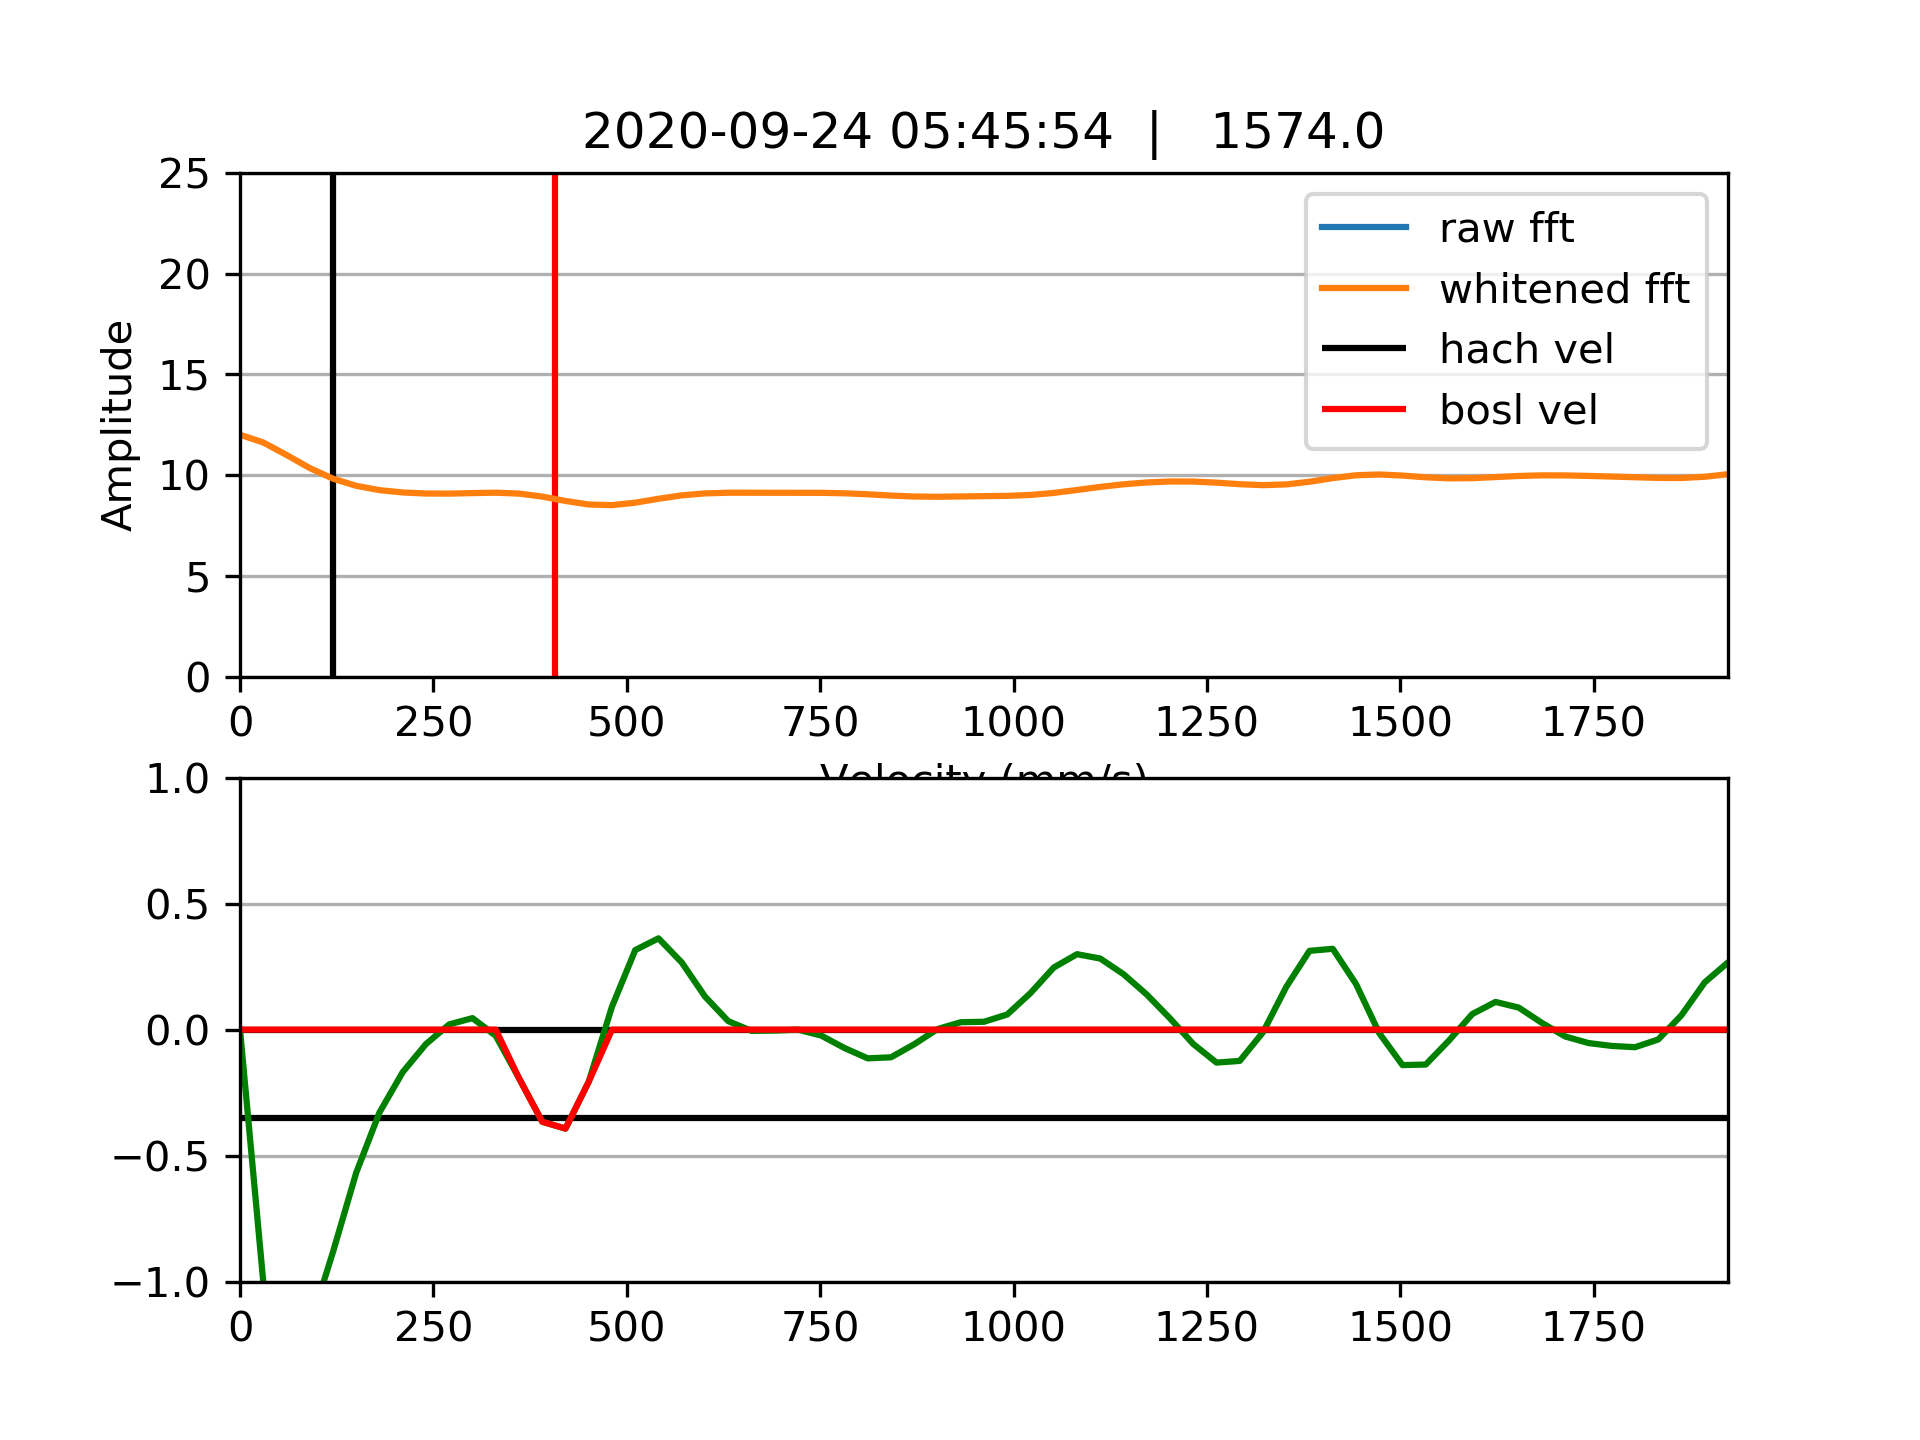 2020-09-24 05:45:54 | 1574.0
25
20
15
10
5
0
Amplitude
raw fft
whitened fft
hach vel
bosl vel
0 250 500 750 1000 1250 1500 1750
Velocity (mm/s)
1.0
0.5
0.0
−0.5
−1.0
0 250 500 750 1000 1250 1500 1750